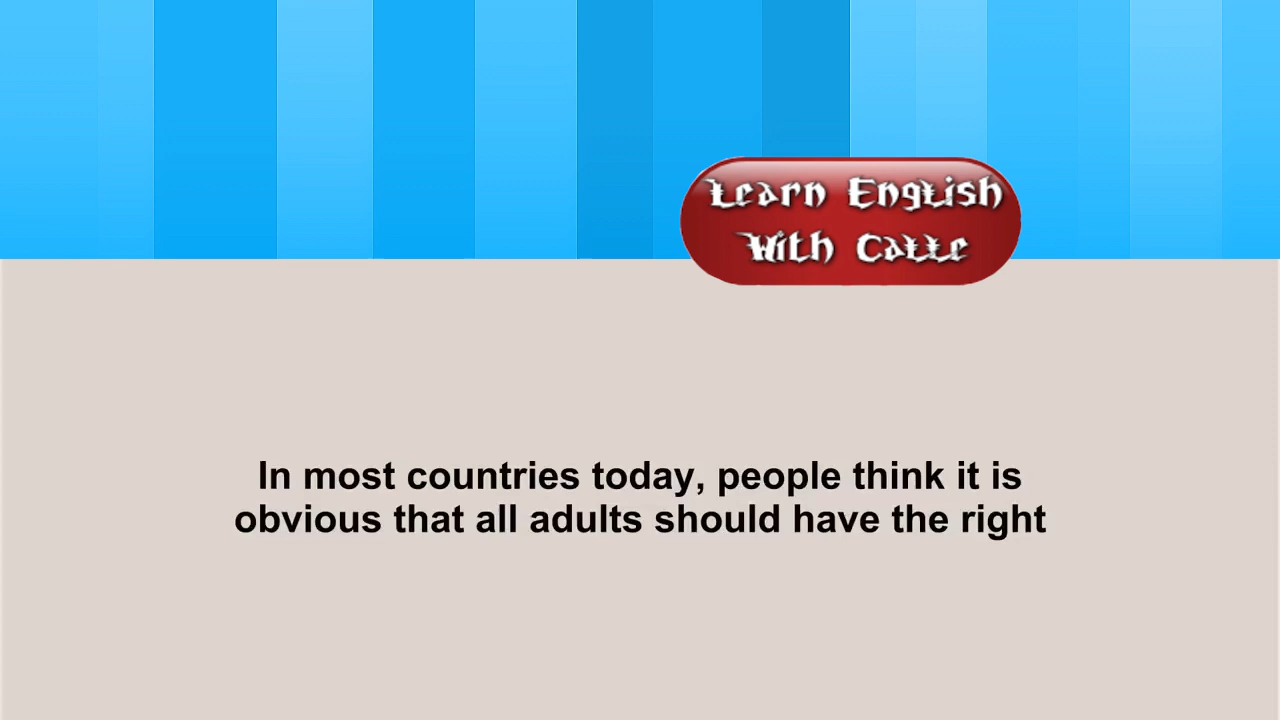 Learn English
With Calle
In most countries today, people think it is
obvious that all adults should have the right